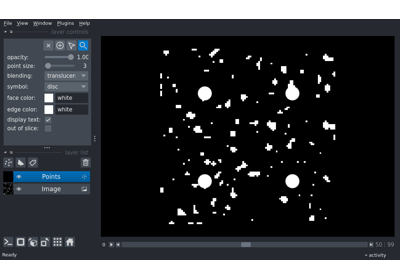 File View Window Plugins Help
layer controls
opacity: 1.00
point size: 3
blending: translucen
symbol: disc
face color: white
edge color: white
display text:
out of slice:
layer list
Points
Image
50 99
Ready
activity